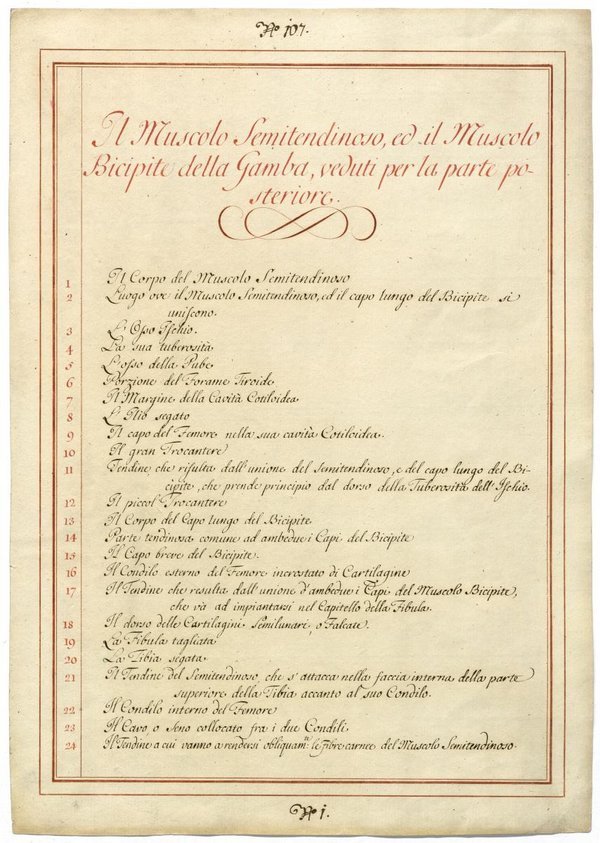 No 107.
Il Muscolo Semitendinoso, ed il Muscolo
Bicipite della Gamba, veduti per la parte po-
steriore.
1 Il Corpo del Muscolo Semitendinoso
2 Luogo ove il Muscolo Semitendinoso, ed il capo lungo del Bicipite si
uniscono.
3 L'Osso Ischio.
4 La sua tuberosità
5 L'osso della Pube
6 Porzione del Forame Tiroide
7 Il Margine della Cavità Cotiloidea
8 L'Ilio segato
9 Il capo del Femore nella sua cavità Cotiloidea.
10 Il gran Trocantere
11 Tendine che risulta dall'unione del Semitendinoso, e del capo lungo del Bi-
cipite, che prende principio dal dorso della Tuberosità dell'Ischio.
12 Il piccol Trocantere
13 Il Corpo del Capo lungo del Bicipite
14 Parte tendinosa comune ad ambedue i Capi del Bicipite
15 Il Capo breve del Bicipite.
16 Il Condilo esterno del Femore incrostato di Cartilagine
17 Il Tendine che resulta dall'unione d'ambedue i Capi del Muscolo Bicipite,
che và ad impiantarsi nel Capitello della Fibula.
18 Il dorso delle Cartilagini Semilunari, o Falcate.
19 La Fibula tagliata
20 La Tibia segata
21 Il Tendine del Semitendinoso, che s'attacca nella faccia interna della parte
superiore della Tibia accanto al suo Condilo.
22 Il Condilo interno del Femore
23 Il Cavo, o Seno collocato fra i due Condili
24 Il Tendine a cui vanno a rendersi obliquam.te le fibre carnee del Muscolo Semitendinoso.
No 1.